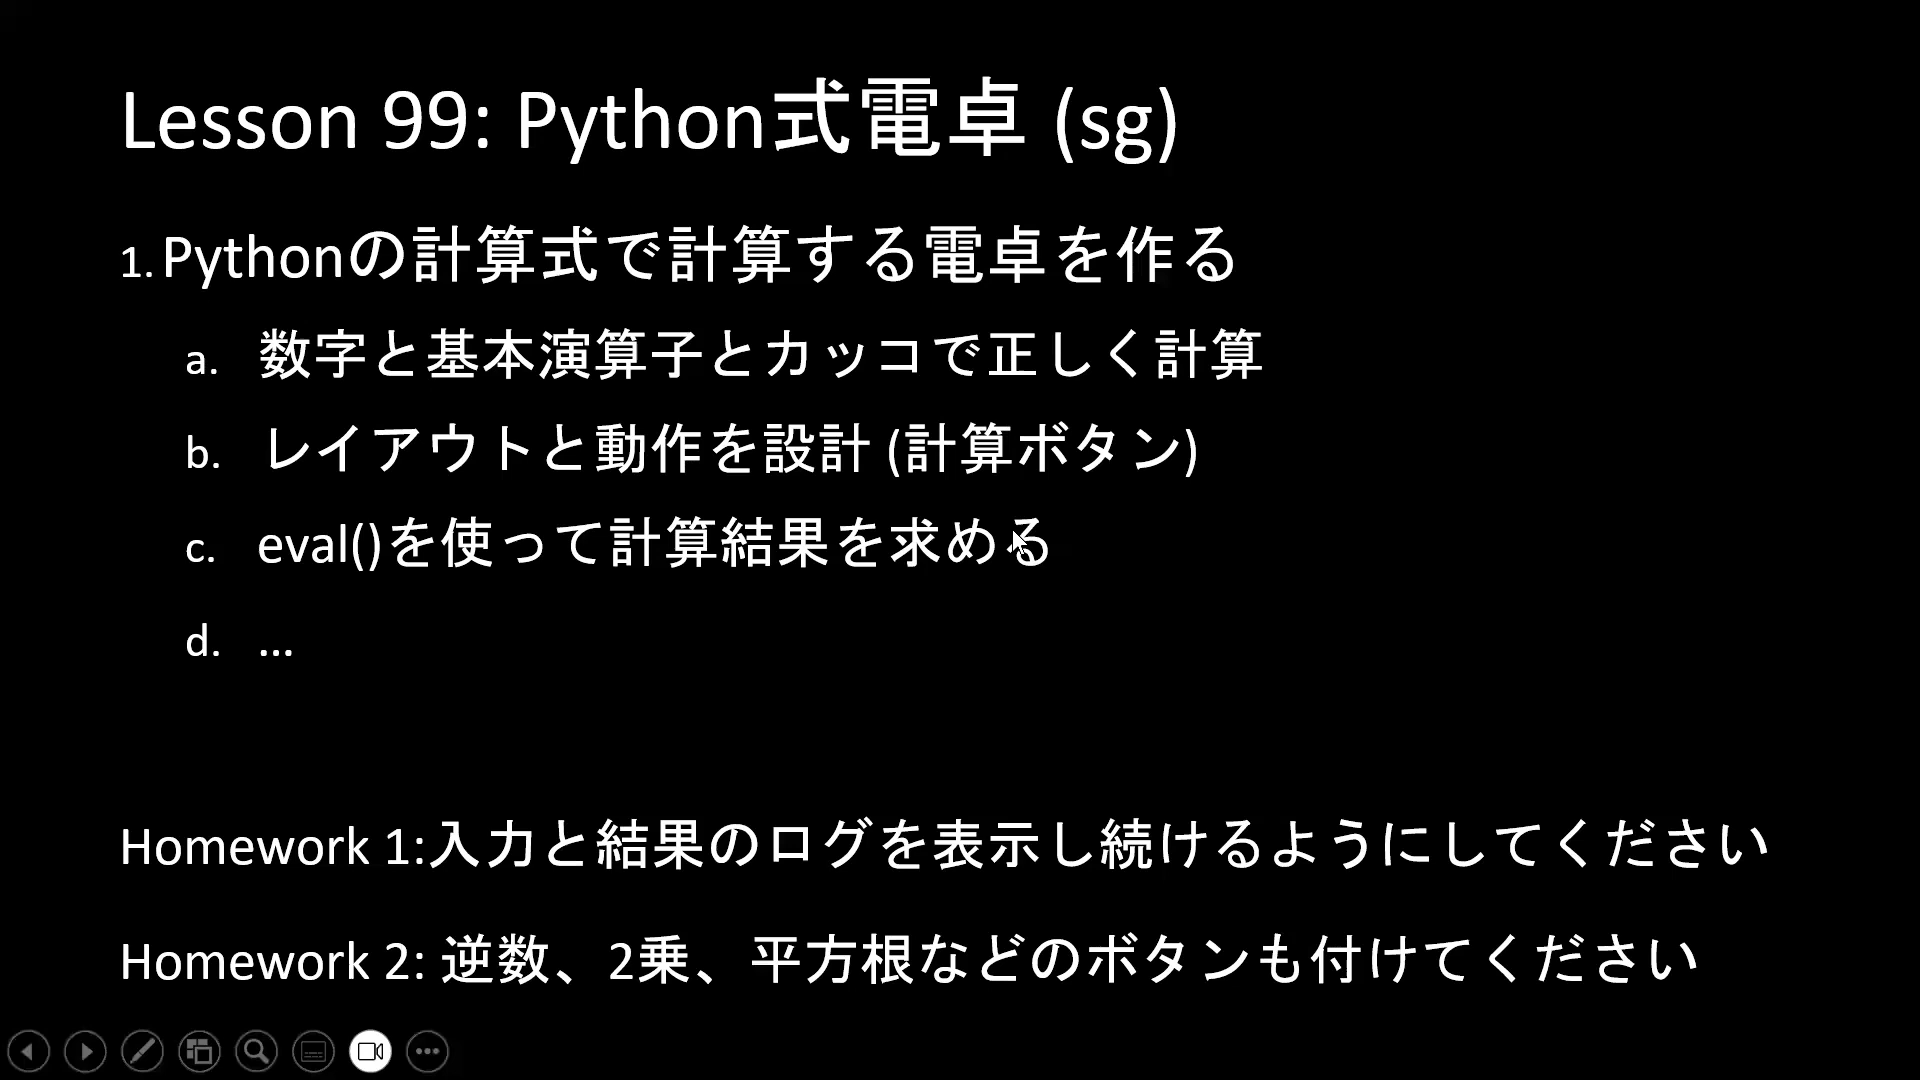 Lesson 99: Python式電卓 (sg)
1. Pythonの計算式で計算する電卓を作る
a. 数字と基本演算子とカッコで正しく計算
b. レイアウトと動作を設計 (計算ボタン)
c. eval()を使って計算結果を求める
d. ...
Homework 1:入力と結果のログを表示し続けるようにしてください
Homework 2: 逆数、2乗、平方根などのボタンも付けてください